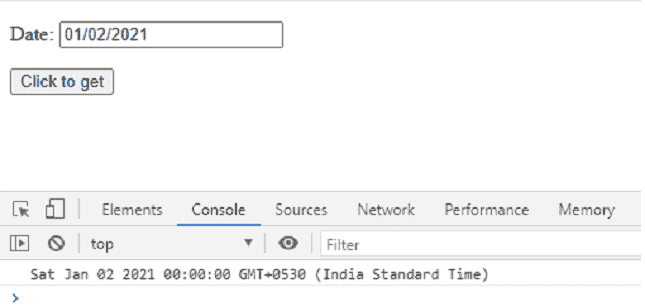 Date: 01/02/2021
Click to get
Elements Console Sources Network Performance Memory
top Filter
Sat Jan 02 2021 00:00:00 GMT+0530 (India Standard Time)